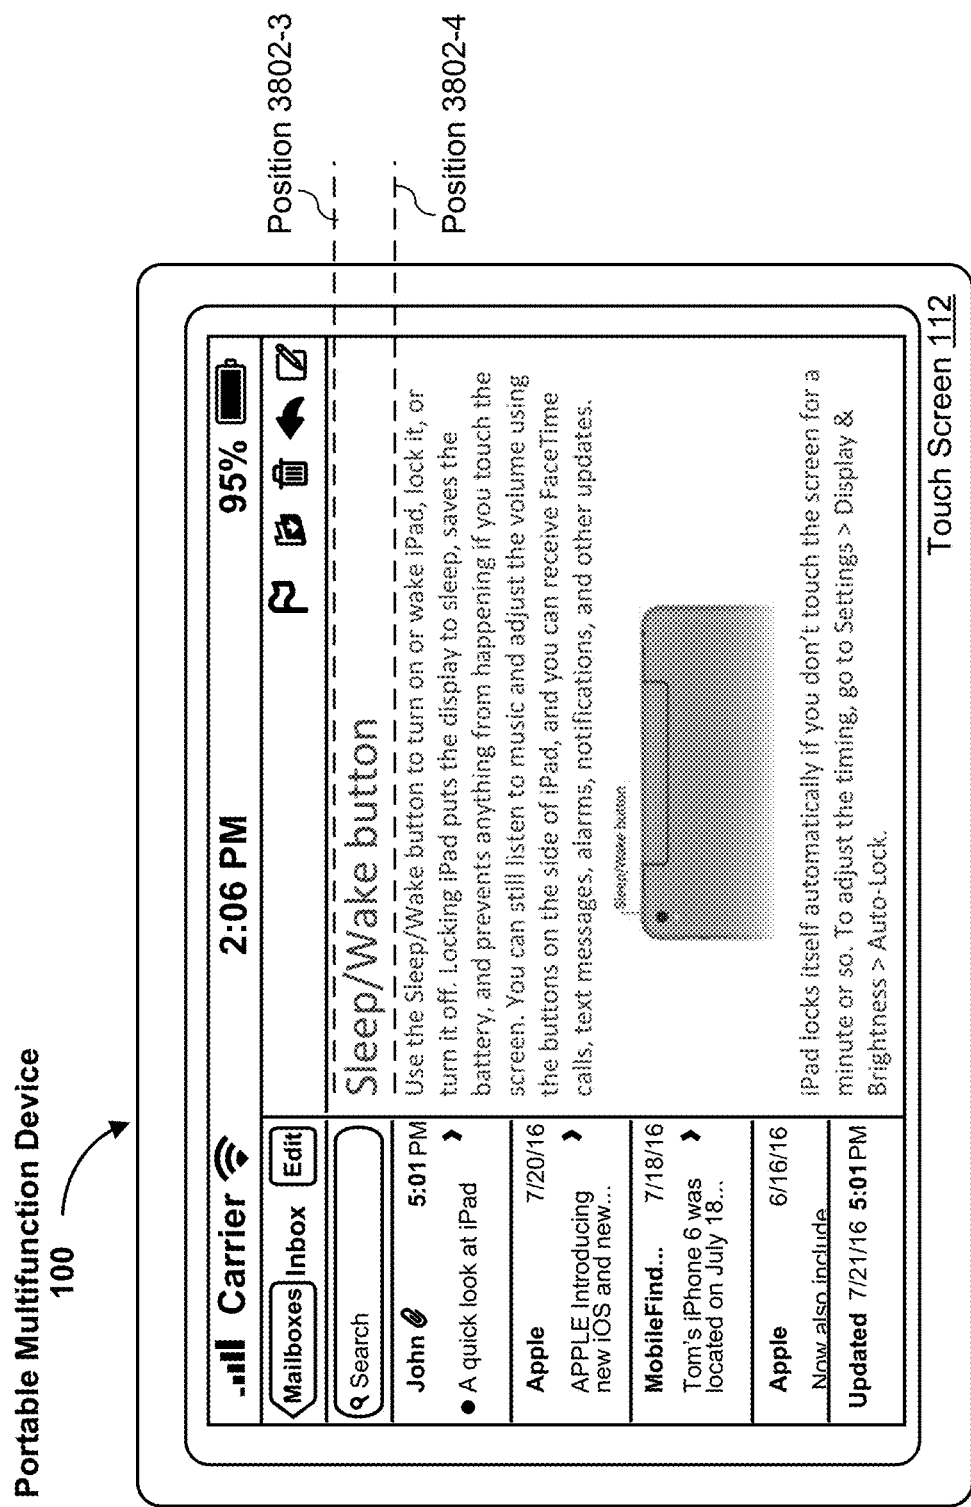 Portable Multifunction Device
100
Carrier 2:06 PM 95%
Mailboxes Inbox Edit
Search
John 5:01 PM
A quick look at iPad
Apple 7/20/16
APPLE Introducing
new iOS and new...
MobileFind... 7/18/16
Tom's iPhone 6 was
located on July 18...
Apple 6/16/16
Now also include
Updated 7/21/16 5:01PM
Sleep/Wake button
Use the Sleep/Wake button to turn on or wake iPad, lock it, or
turn it off. Locking iPad puts the display to sleep, saves the
battery, and prevents anything from happening if you touch the
screen. You can still listen to music and adjust the volume using
the buttons on the side of iPad, and you can receive FaceTime
calls, text messages, alarms, notifications, and other updates.
Sleep/Wake button
iPad locks itself automatically if you don't touch the screen for a
minute or so. To adjust the timing, go to Settings > Display &
Brightness > Auto-Lock.
Position 3802-3
Position 3802-4
Touch Screen 112